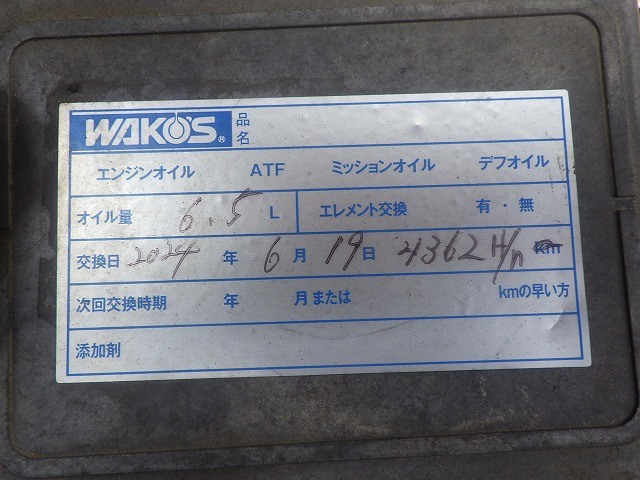 WAKO'S® 品名
エンジンオイル ATF ミッションオイル デフオイル
オイル量 6.5 L エレメント交換 有・無
交換日 2024 年 6 月 19 日 4362 H/n km
次回交換時期 年 月または kmの早い方
添加剤